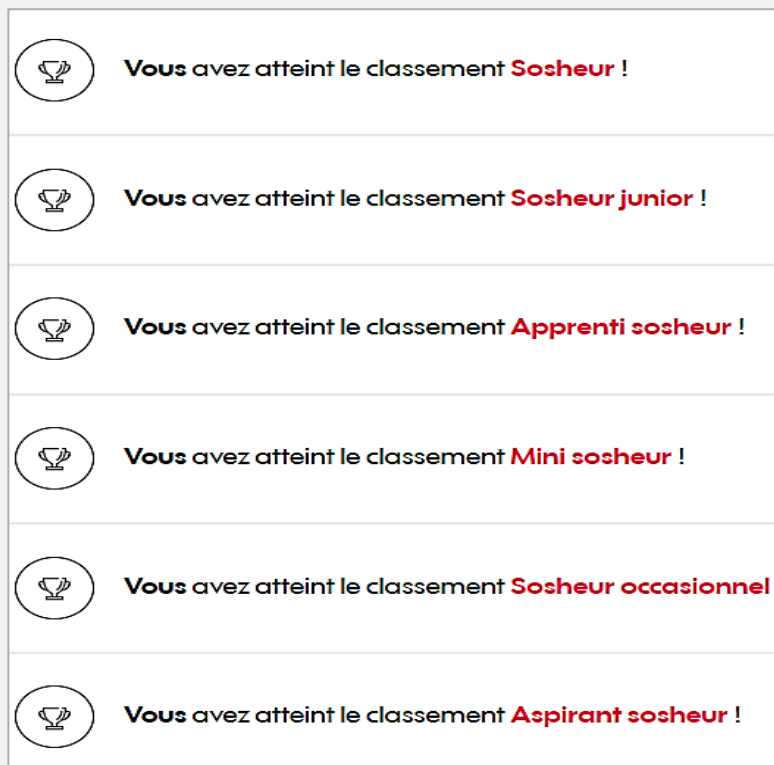 Vous avez atteint le classement Sosheur !
Vous avez atteint le classement Sosheur junior !
Vous avez atteint le classement Apprenti sosheur !
Vous avez atteint le classement Mini sosheur !
Vous avez atteint le classement Sosheur occasionnel
Vous avez atteint le classement Aspirant sosheur !